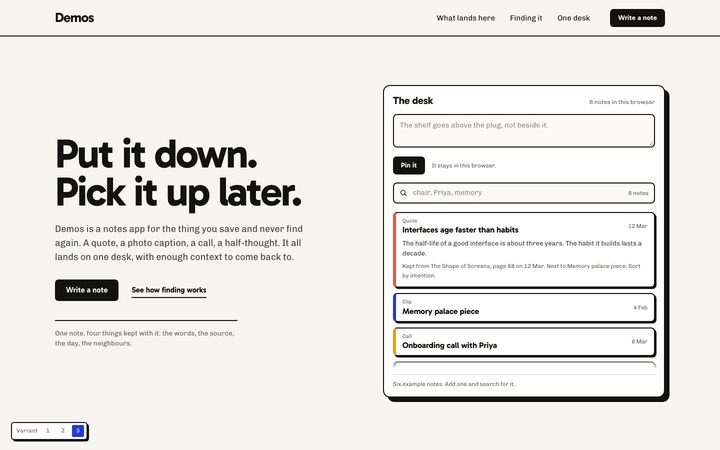 Demos
What lands here
Finding it
One desk
Write a note
Put it down.
Pick it up later.
Demos is a notes app for the thing you save and never find
again. A quote, a photo caption, a call, a half-thought. It all
lands on one desk, with enough context to come back to.
Write a note
See how finding works
One note, four things kept with it: the words, the source,
the day, the neighbours.
The desk
6 notes in this browser
The shelf goes above the plug, not beside it.
Pin it
It stays in this browser.
chair, Priya, memory
6 notes
Quote
Interfaces age faster than habits
12 Mar
The half-life of a good interface is about three years. The habit it builds lasts a
decade.
Kept from The Shape of Screens, page 88 on 12 Mar. Next to Memory palace piece, Sort
by intention.
Clip
Memory palace piece
4 Feb
Call
Onboarding call with Priya
8 Mar
Six example notes. Add one and search for it.
Variant
1
2
3